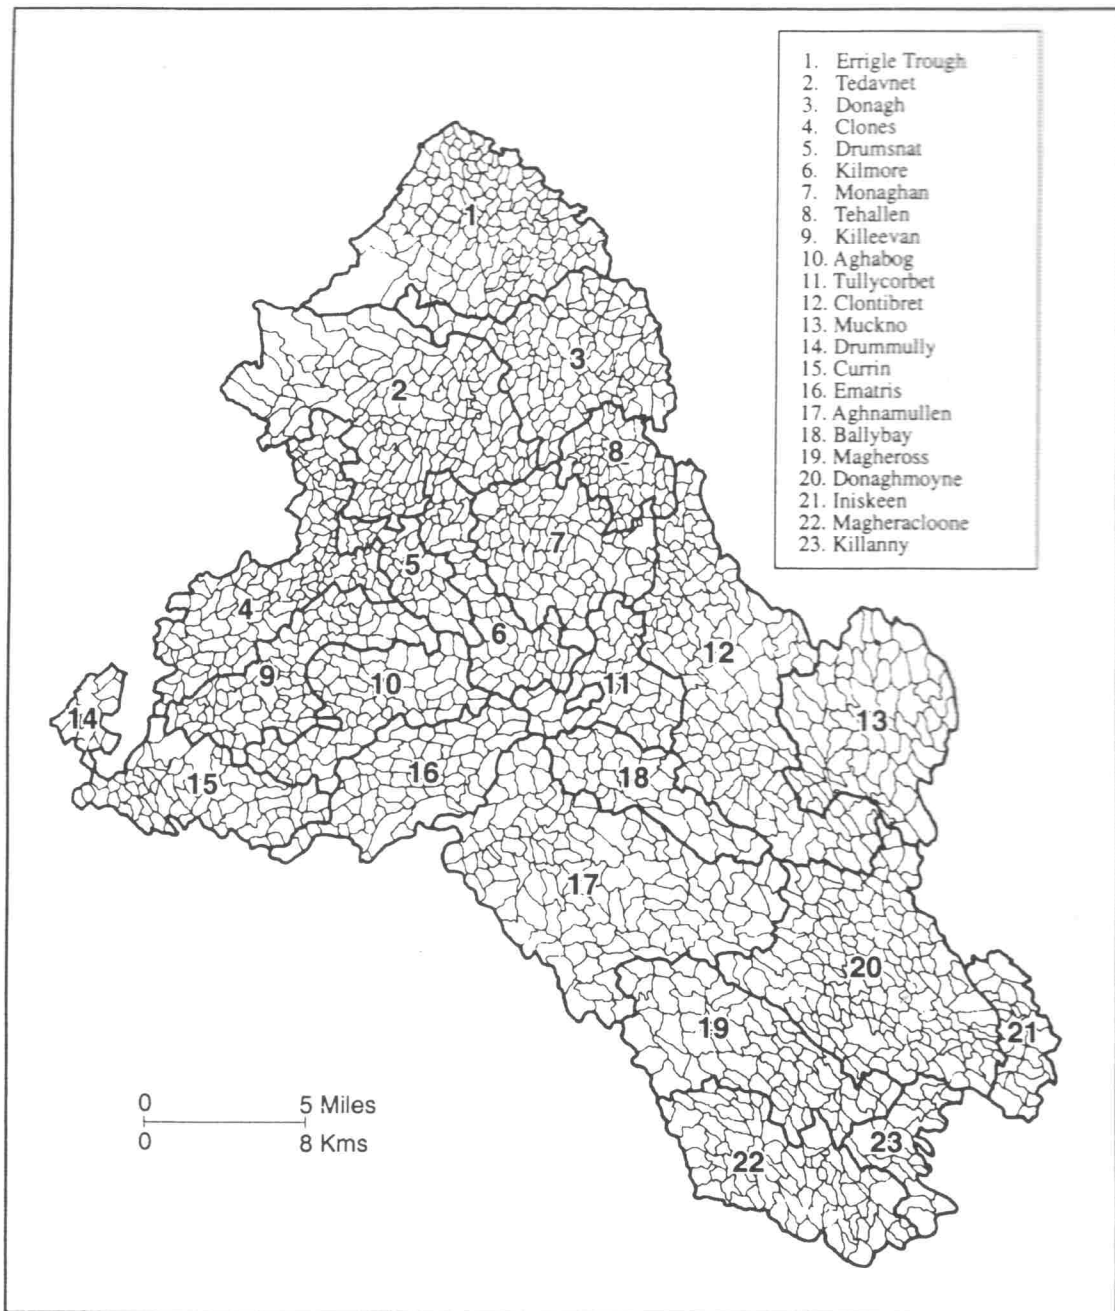 1. Errigle Trough
2. Tedavnet
3. Donagh
4. Clones
5. Drumsnat
6. Kilmore
7. Monaghan
8. Tehallen
9. Killeevan
10. Aghabog
11. Tullycorbet
12. Clontibret
13. Muckno
14. Drummully
15. Currin
16. Ematris
17. Aghnamullen
18. Ballybay
19. Magheross
20. Donaghmoyne
21. Iniskeen
22. Magheracloone
23. Killanny
1
3
2
8
7
5
4
6
12
9
10
11
13
14
16
18
15
17
20
19
21
23
22
0 5 Miles
0 8 Kms